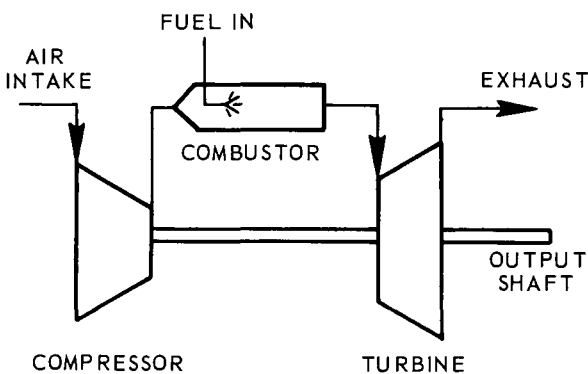 FUEL IN
AIR
INTAKE
EXHAUST
COMBUSTOR
OUTPUT
SHAFT
COMPRESSOR
TURBINE